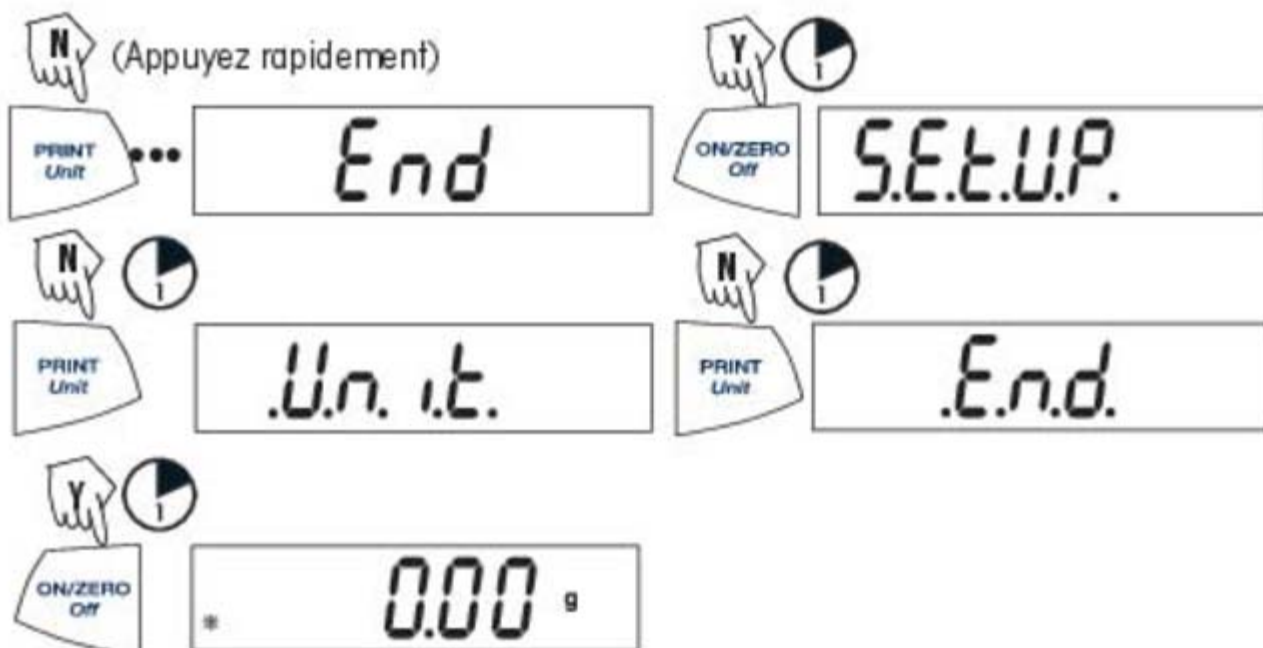 N (Appuyez rapidement)
PRINT
Unit
•••
End
Y 1
ON/ZERO
Off
S.E.t.U.P.
N 1
PRINT
Unit
.U.n. i.t.
N 1
PRINT
Unit
.E.n.d.
Y 1
ON/ZERO
Off
* 0.00 g